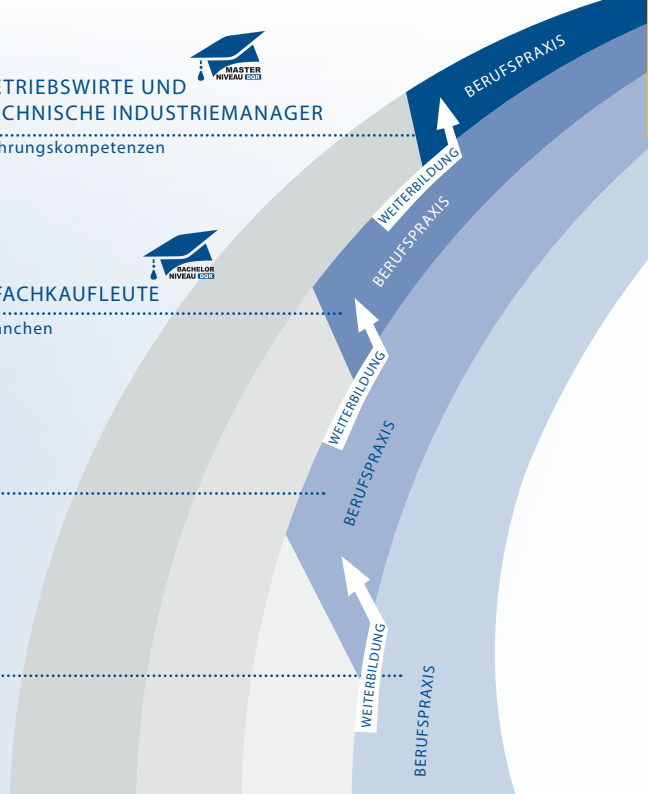 MASTER
NIVEAU DQR
ETRIEBSWIRTE UND
CHNISCHE INDUSTRIEMANAGER
hrungskompetenzen
BERUFSPRAXIS
WEITERBILDUNG
BERUFSPRAXIS
BACHELOR
NIVEAU DQR
FACHKAUFLEUTE
nchen
WEITERBILDUNG
BERUFSPRAXIS
WEITERBILDUNG
BERUFSPRAXIS